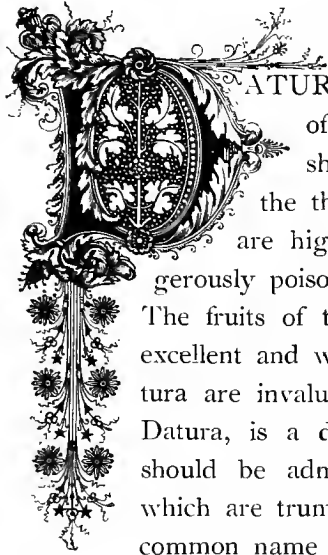 DATUR
of
sh
the th
are hig
gerously poiso
The fruits of t
excellent and w
tura are invalu
Datura, is a d
should be adm
which are trum
common name